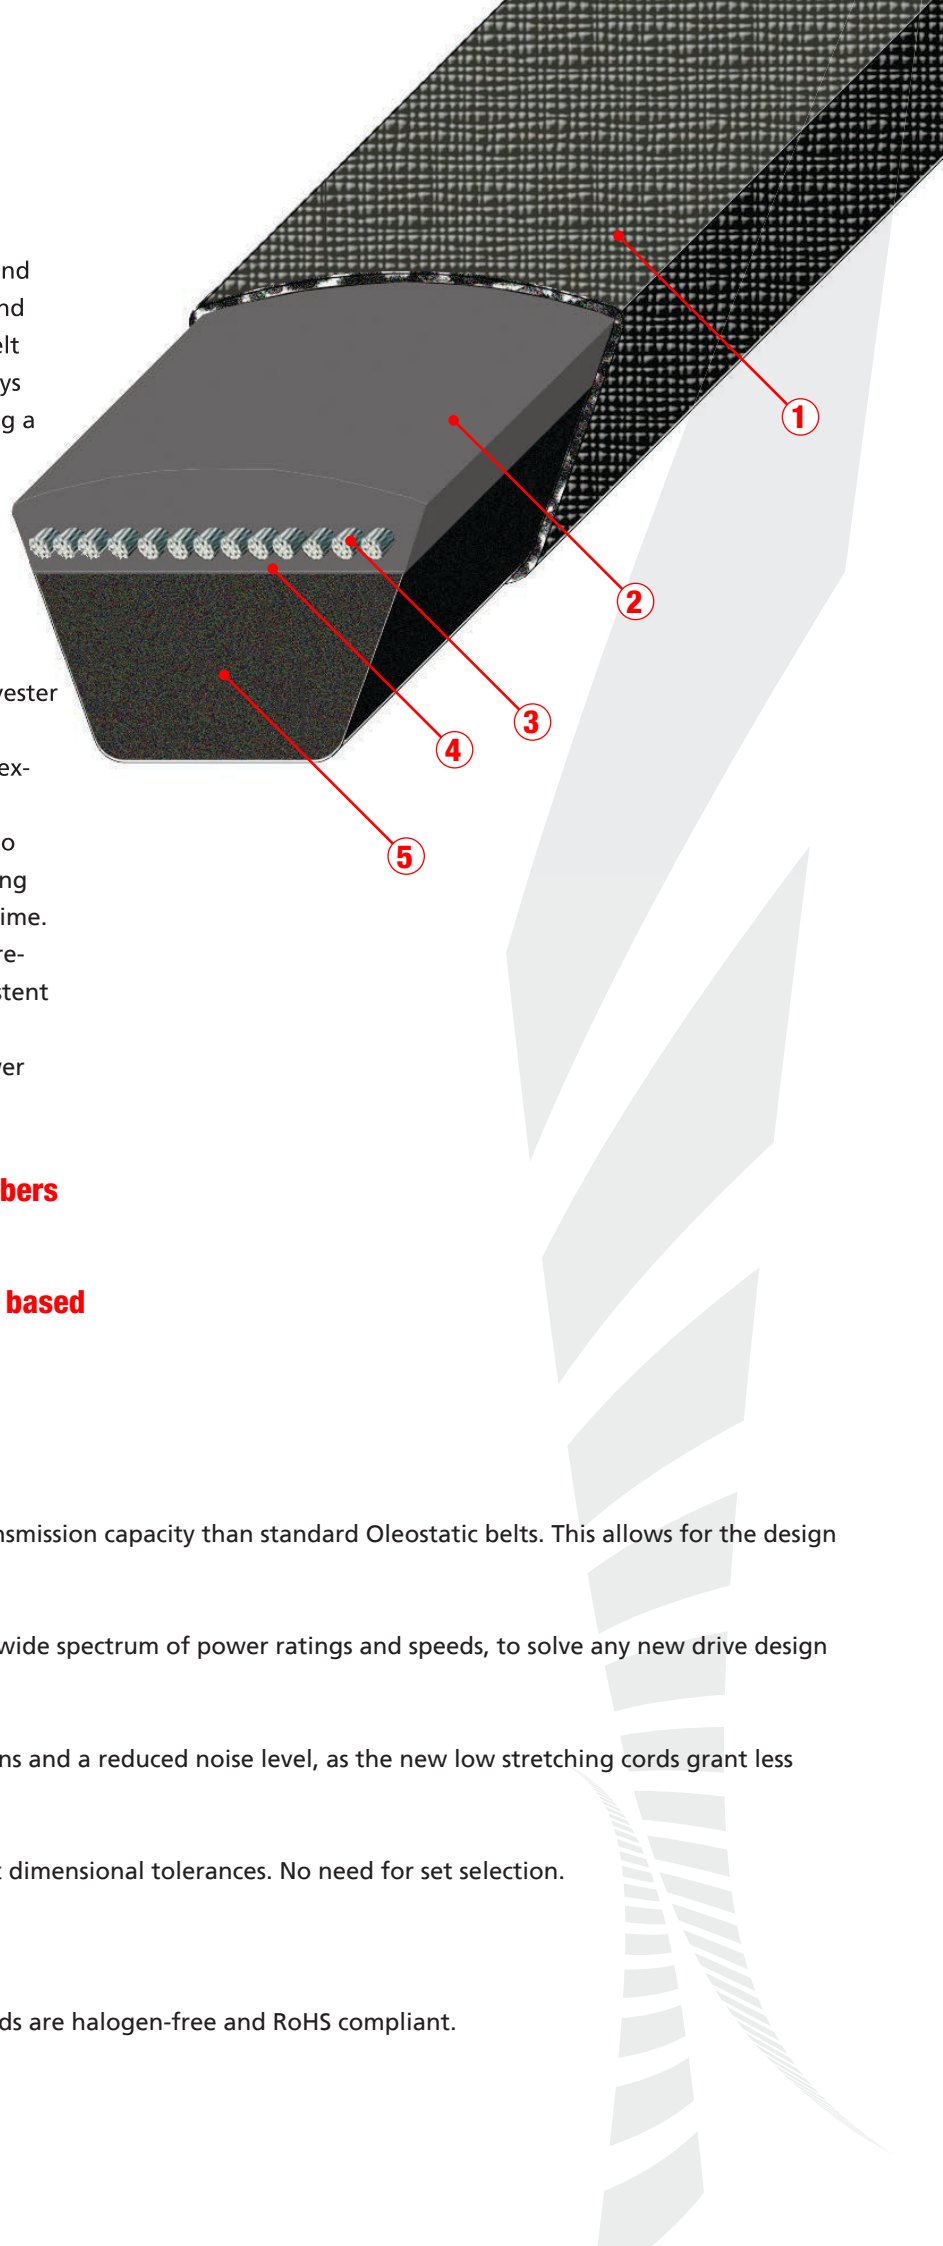 nd
nd
elt
ys
g a
1
2
3
4
5
vester
ex-
o
ng
ime.
re-
stent
ver
bers
based
nsmission capacity than standard Oleostatic belts. This allows for the design
wide spectrum of power ratings and speeds, to solve any new drive design
ns and a reduced noise level, as the new low stretching cords grant less
t dimensional tolerances. No need for set selection.
ds are halogen-free and RoHS compliant.